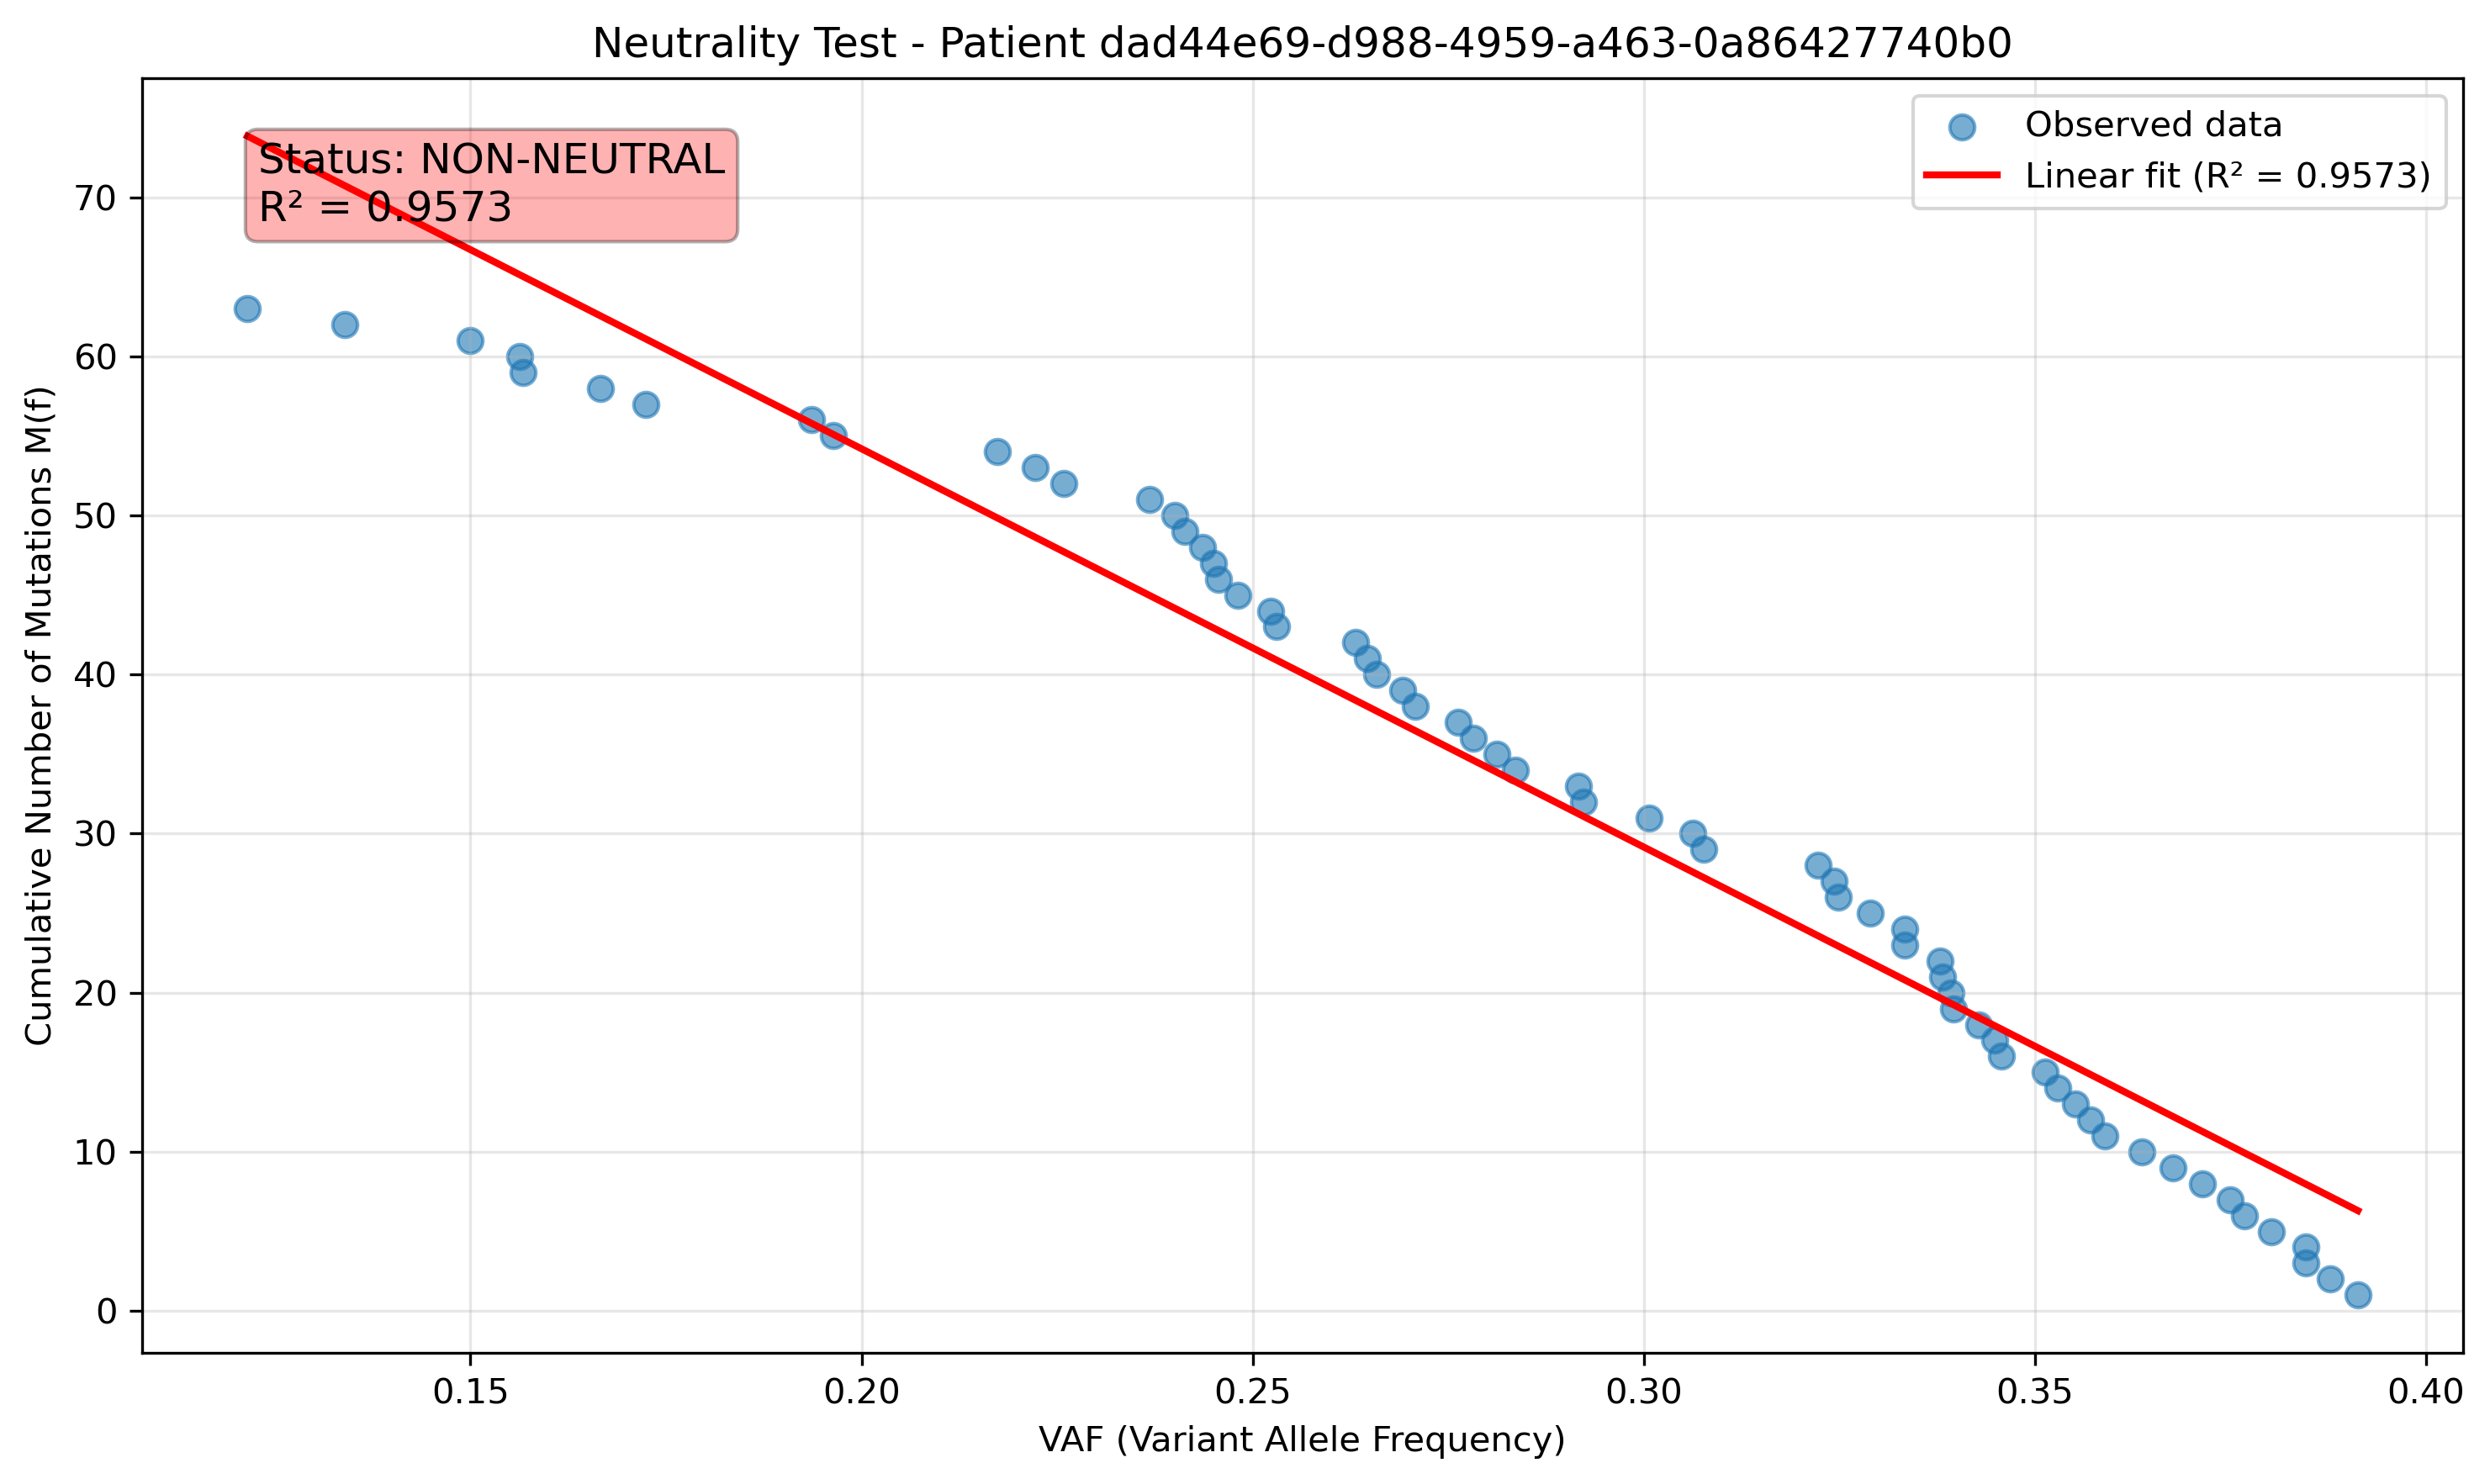 Neutrality Test - Patient dad44e69-d988-4959-a463-0a86427740b0
Status: NON-NEUTRAL
R² = 0.9573
Observed data
Linear fit (R² = 0.9573)
Cumulative Number of Mutations M(f)
70
60
50
40
30
20
10
0
0.15 0.20 0.25 0.30 0.35 0.40
VAF (Variant Allele Frequency)